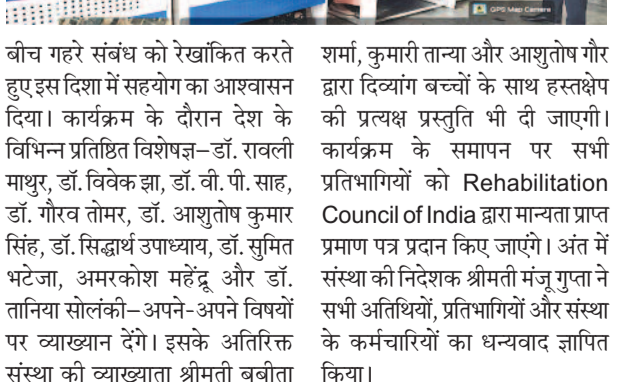 GPS Map Camera
बीच गहरे संबंध को रेखांकित करते
हुए इस दिशा में सहयोग का आश्वासन
दिया। कार्यक्रम के दौरान देश के
विभिन्न प्रतिष्ठित विशेषज्ञ–डॉ. रावली
माथुर, डॉ. विवेक झा, डॉ. वी. पी. साह,
डॉ. गौरव तोमर, डॉ. आशुतोष कुमार
सिंह, डॉ. सिद्धार्थ उपाध्याय, डॉ. सुमित
भटेजा, अमरकोश महेंद्रू और डॉ.
तानिया सोलंकी–अपने-अपने विषयों
पर व्याख्यान देंगे। इसके अतिरिक्त
संस्था की व्याख्याता श्रीमती बबीता
शर्मा, कुमारी तान्या और आशुतोष गौर
द्वारा दिव्यांग बच्चों के साथ हस्तक्षेप
की प्रत्यक्ष प्रस्तुति भी दी जाएगी।
कार्यक्रम के समापन पर सभी
प्रतिभागियों को Rehabilitation
Council of India द्वारा मान्यता प्राप्त
प्रमाण पत्र प्रदान किए जाएंगे। अंत में
संस्था की निदेशक श्रीमती मंजू गुप्ता ने
सभी अतिथियों, प्रतिभागियों और संस्था
के कर्मचारियों का धन्यवाद ज्ञापित
किया।